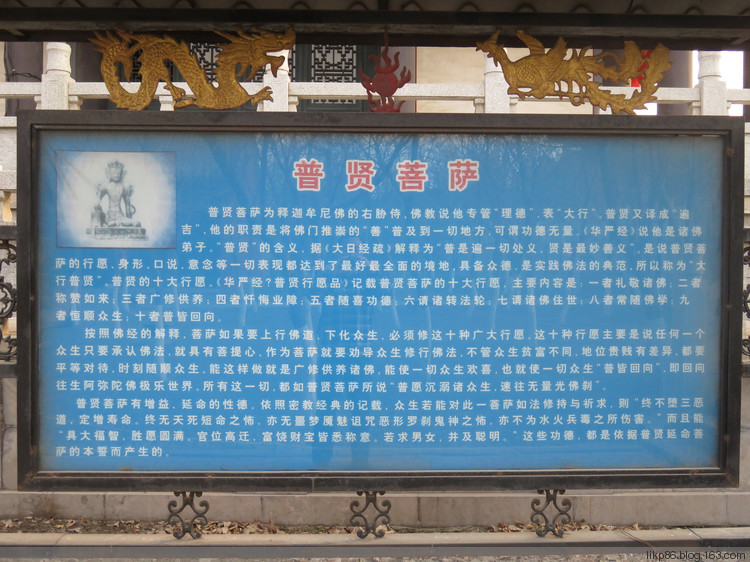 普贤菩萨
普贤菩萨为释迦牟尼佛的右胁侍，佛教说他专管“理德”，表“大行”，普贤又译成“遍
吉”，他的职责是将佛门推崇的“善”普及到一切地方，可谓功德无量，《华严经》说他是诸佛
弟子，“普贤”的含义，据《大日经疏》解释为“普是遍一切处义，贤是最妙善义”，是说普贤菩
萨的行愿、身形、口说、意念等一切表现都达到了最好最全面的境地，具备众德，是实践佛法的典范，所以称为“大
行普贤”。普贤的十大行愿，《华严经？普贤行愿品》记载普贤菩萨的十大行愿，主要内容是：一者礼敬诸佛；二者
称赞如来；三者广修供养；四者忏悔业障；五者随喜功德；六请诸转法轮；七请诸佛住世；八者常随佛学；九
者恒顺众生；十者普皆回向。
按照佛经的解释，菩萨如果要上行佛道，下化众生，必须修这十种广大行愿，这十种行愿主要是说任何一个
众生只要承认佛法，就具有菩提心，作为菩萨就要劝导众生修行佛法，不管众生贫富不同，地位贵贱有差异，都要
平等对待，时刻随顺众生，能这样做就是广修供养诸佛，能使一切众生欢喜，也就使一切众生“普皆回向”，即回向
往生阿弥陀佛极乐世界，所有这一切，都如普贤菩萨所说“普愿沉溺诸众生，速往无量光佛刹”。
普贤菩萨有增益、延命的性德，依照密教经典的记载，众生若能对此一菩萨如法修持与祈求，则“终不堕三恶
道，定增寿命。终无夭死短命之怖，亦无噩梦魇魅诅咒恶形罗刹鬼神之怖，亦不为水火兵毒之所伤害。”而且能
“具大福智，胜愿圆满。官位高迁，富饶财宝皆悉称意。若求男女，并及聪明。”这些功德，都是依据普贤延命菩
萨的本誓而产生的。
likp86.blog.163.com